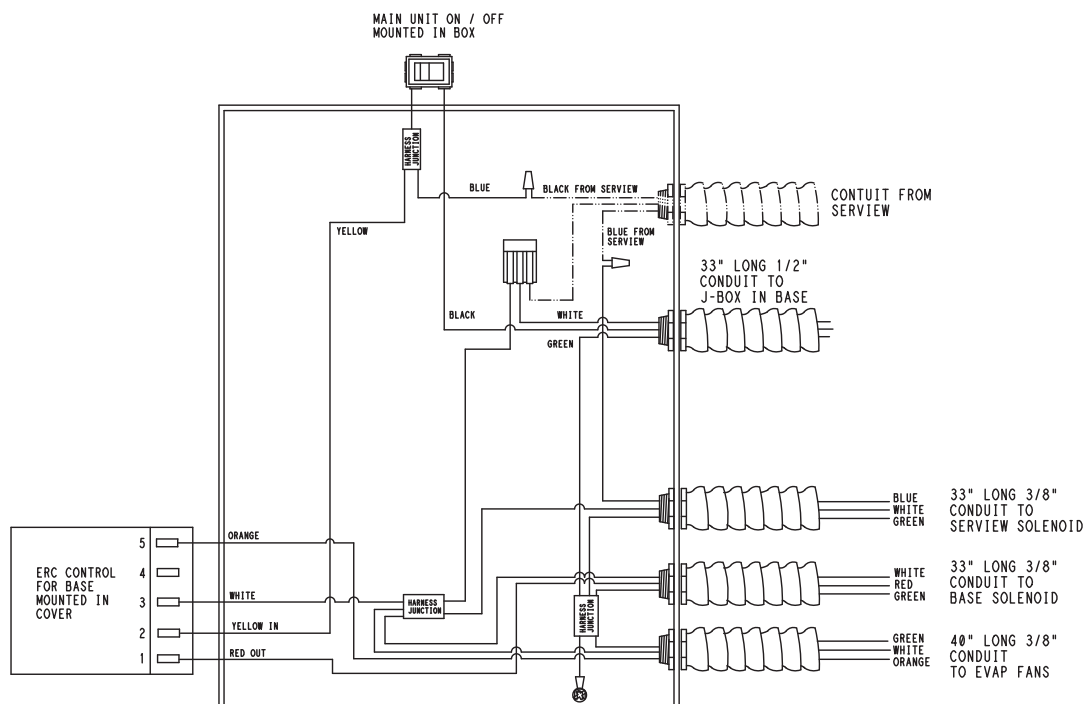 MAIN UNIT ON / OFF
MOUNTED IN BOX
HARNESS
JUNCTION
BLUE
BLACK FROM SERVIEW
CONTUIT FROM
SERVIEW
YELLOW
BLUE FROM
SERVIEW
33" LONG 1/2"
CONDUIT TO
J-BOX IN BASE
BLACK
WHITE
GREEN
BLUE
WHITE
GREEN
33" LONG 3/8"
CONDUIT TO
SERVIEW SOLENOID
ERC CONTROL
FOR BASE
MOUNTED IN
COVER
5
4
3
2
1
ORANGE
WHITE
YELLOW IN
RED OUT
HARNESS
JUNCTION
HARNESS
JUNCTION
WHITE
RED
GREEN
33" LONG 3/8"
CONDUIT TO
BASE SOLENOID
GREEN
WHITE
ORANGE
40" LONG 3/8"
CONDUIT
TO EVAP FANS